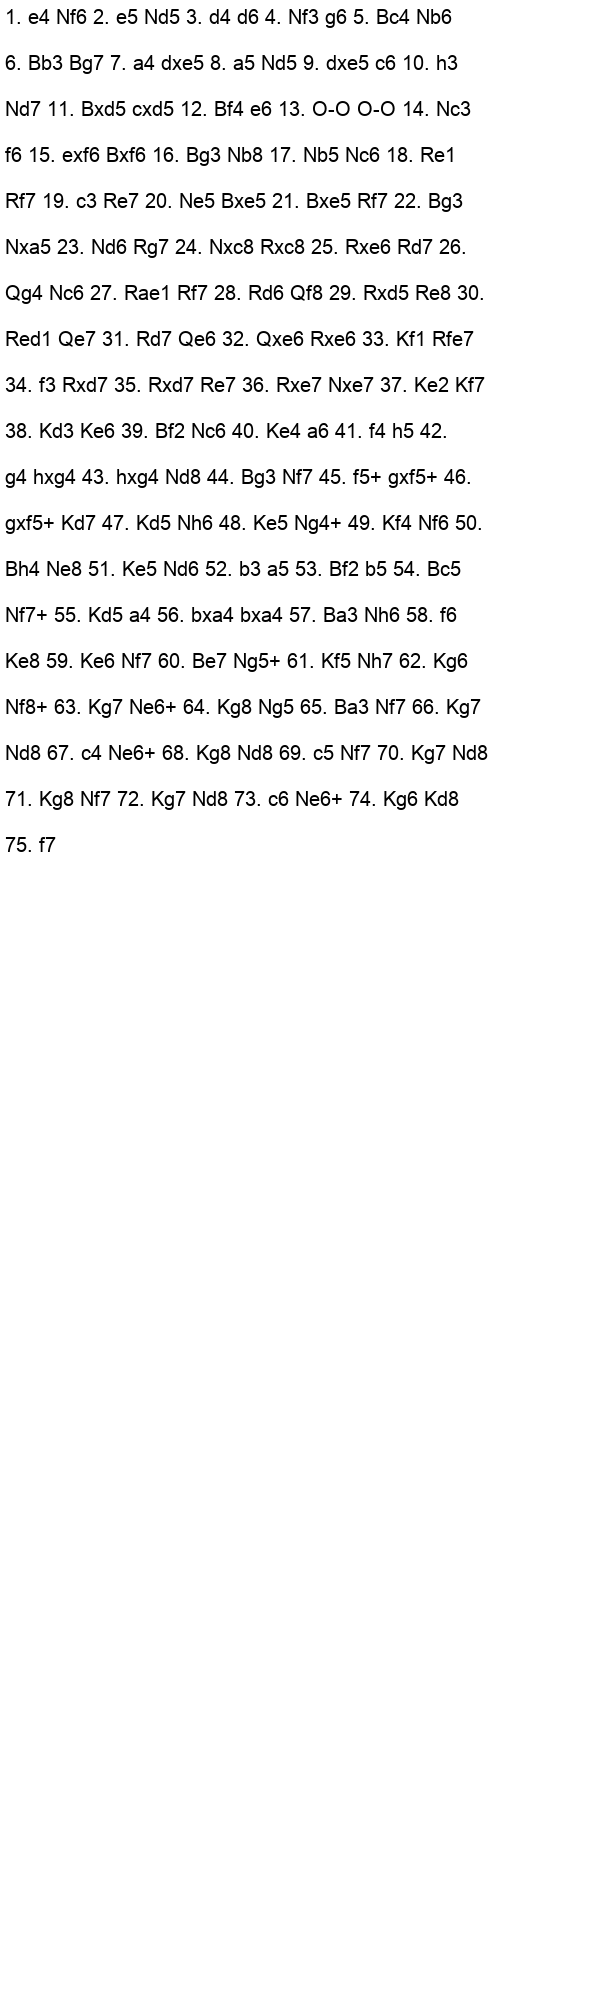 1. e4 Nf6 2. e5 Nd5 3. d4 d6 4. Nf3 g6 5. Bc4 Nb6
6. Bb3 Bg7 7. a4 dxe5 8. a5 Nd5 9. dxe5 c6 10. h3
Nd7 11. Bxd5 cxd5 12. Bf4 e6 13. O-O O-O 14. Nc3
f6 15. exf6 Bxf6 16. Bg3 Nb8 17. Nb5 Nc6 18. Re1
Rf7 19. c3 Re7 20. Ne5 Bxe5 21. Bxe5 Rf7 22. Bg3
Nxa5 23. Nd6 Rg7 24. Nxc8 Rxc8 25. Rxe6 Rd7 26.
Qg4 Nc6 27. Rae1 Rf7 28. Rd6 Qf8 29. Rxd5 Re8 30.
Red1 Qe7 31. Rd7 Qe6 32. Qxe6 Rxe6 33. Kf1 Rfe7
34. f3 Rxd7 35. Rxd7 Re7 36. Rxe7 Nxe7 37. Ke2 Kf7
38. Kd3 Ke6 39. Bf2 Nc6 40. Ke4 a6 41. f4 h5 42.
g4 hxg4 43. hxg4 Nd8 44. Bg3 Nf7 45. f5+ gxf5+ 46.
gxf5+ Kd7 47. Kd5 Nh6 48. Ke5 Ng4+ 49. Kf4 Nf6 50.
Bh4 Ne8 51. Ke5 Nd6 52. b3 a5 53. Bf2 b5 54. Bc5
Nf7+ 55. Kd5 a4 56. bxa4 bxa4 57. Ba3 Nh6 58. f6
Ke8 59. Ke6 Nf7 60. Be7 Ng5+ 61. Kf5 Nh7 62. Kg6
Nf8+ 63. Kg7 Ne6+ 64. Kg8 Ng5 65. Ba3 Nf7 66. Kg7
Nd8 67. c4 Ne6+ 68. Kg8 Nd8 69. c5 Nf7 70. Kg7 Nd8
71. Kg8 Nf7 72. Kg7 Nd8 73. c6 Ne6+ 74. Kg6 Kd8
75. f7